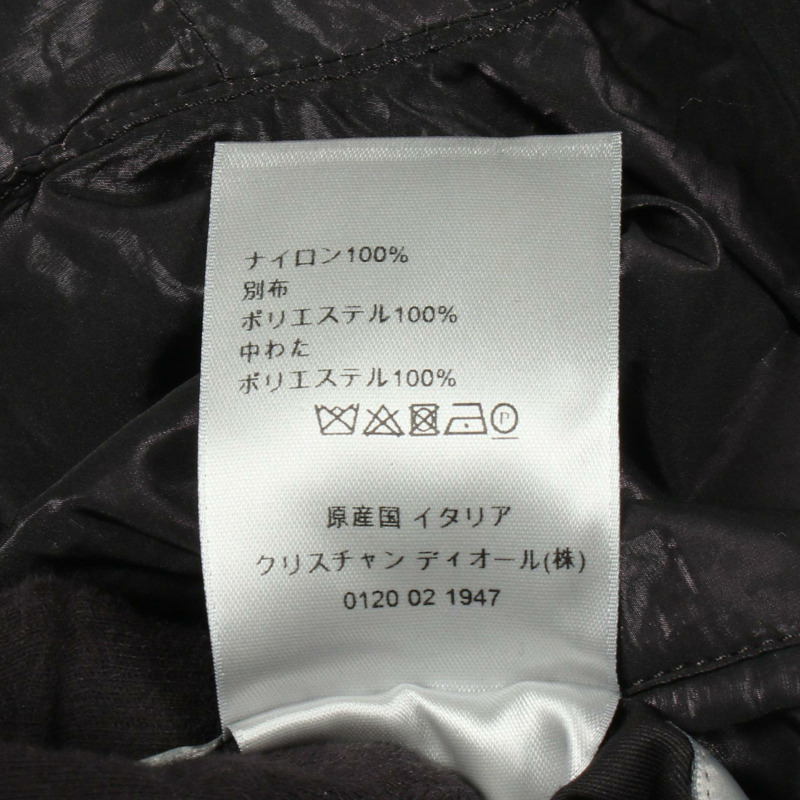 ナイロン100%
別布
ポリエステル100%
中わた
ポリエステル100%
P
原産国 イタリア
クリスチャン ディオール(株)
0120 02 1947